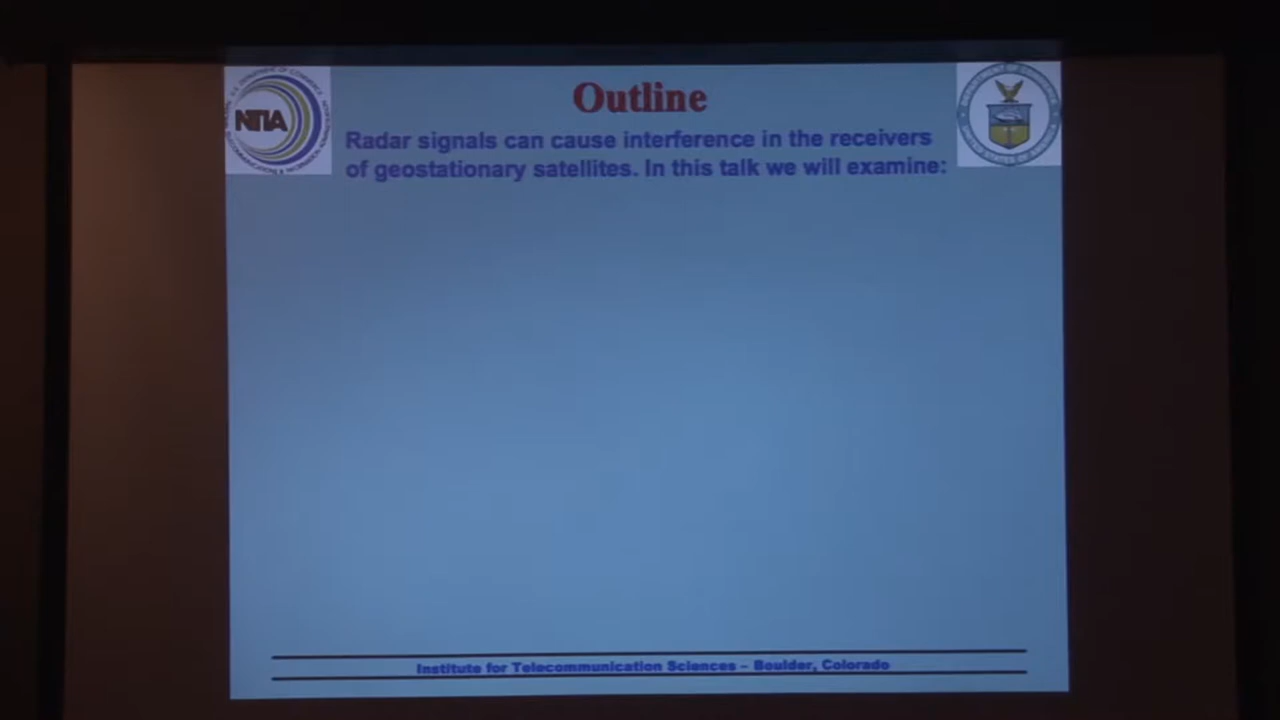 Outline
Radar signals can cause interference in the receivers
of geostationary satellites. In this talk we will examine:
NTIA
Institute for Telecommunication Sciences – Boulder, Colorado